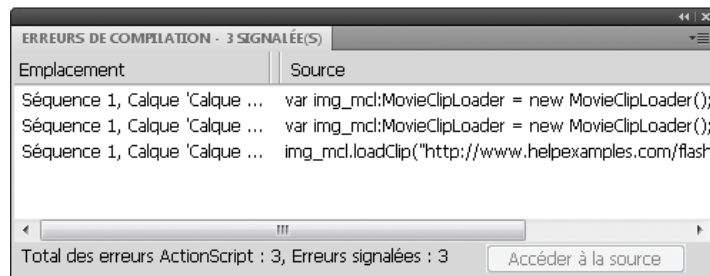 ERREURS DE COMPILATION - 3 SIGNALÉE(S)
Emplacement Source
Séquence 1, Calque 'Calque ... var img_mcl:MovieClipLoader = new MovieClipLoader();
Séquence 1, Calque 'Calque ... var img_mcl:MovieClipLoader = new MovieClipLoader();
Séquence 1, Calque 'Calque ... img_mcl.loadClip("http://www.helpexamples.com/flash
Total des erreurs ActionScript : 3, Erreurs signalées : 3 Accéder à la source